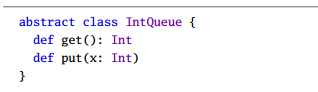 abstract class IntQueue {
  def get(): Int
  def put(x: Int)
}